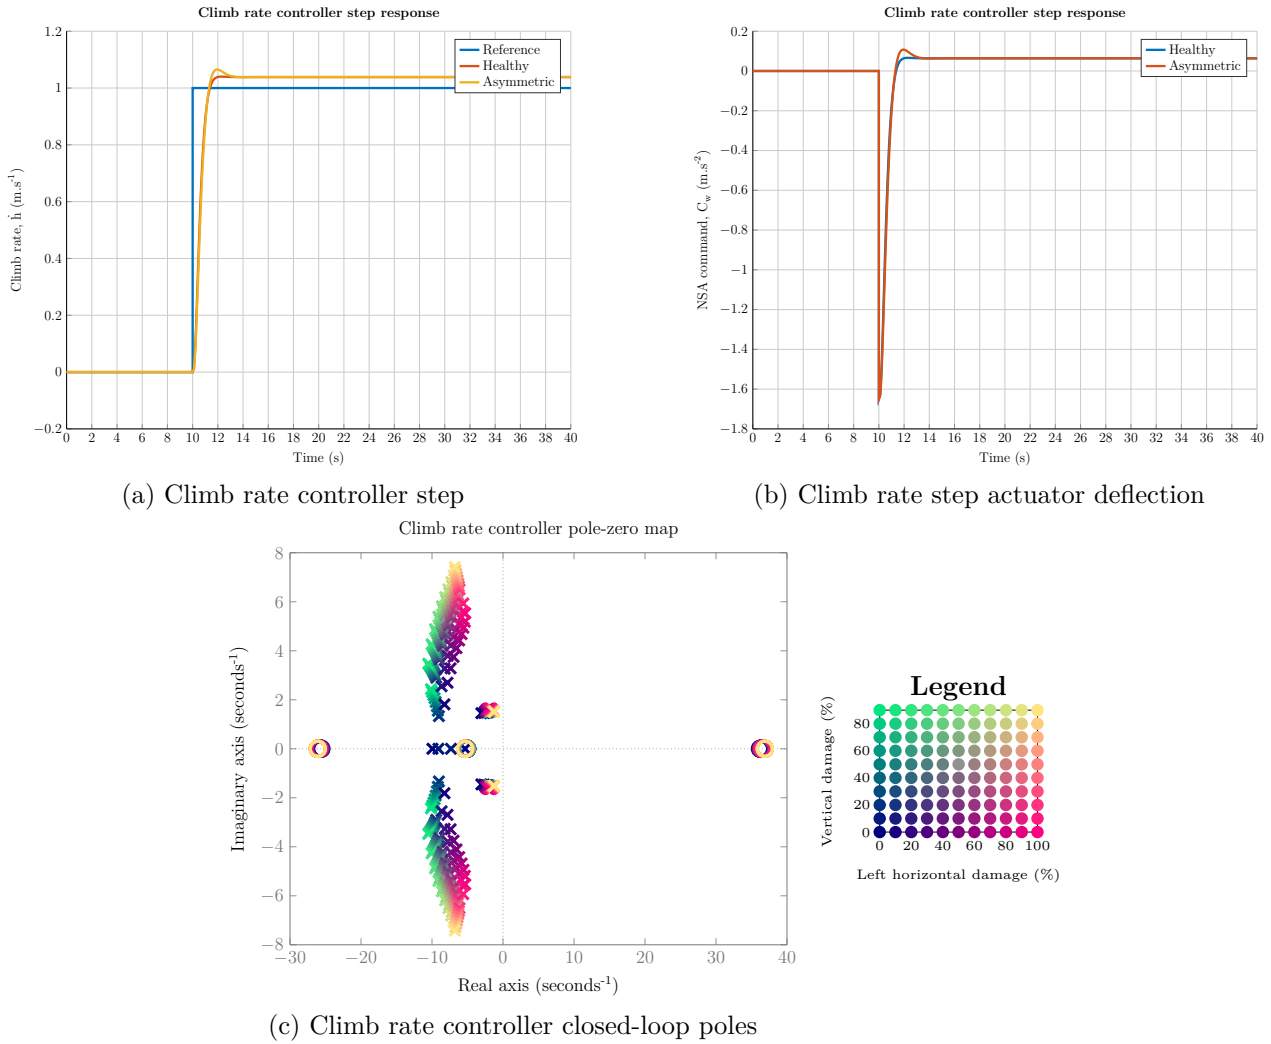 Climb rate controller step response
1.2
1
0.8
0.6
0.4
0.2
0
−0.2
0 2 4 6 8 10 12 14 16 18 20 22 24 26 28 30 32 34 36 38 40
Climb rate, ḣ (m.s-1)
Time (s)
Reference
Healthy
Asymmetric
(a) Climb rate controller step
Climb rate controller step response
0.2
0
−0.2
−0.4
−0.6
−0.8
−1
−1.2
−1.4
−1.6
−1.8
0 2 4 6 8 10 12 14 16 18 20 22 24 26 28 30 32 34 36 38 40
NSA command, Cw (m.s-2)
Time (s)
Healthy
Asymmetric
(b) Climb rate step actuator deflection
Climb rate controller pole-zero map
8
6
4
2
0
−2
−4
−6
−8
−30 −20 −10 0 10 20 30 40
Imaginary axis (seconds-1)
Real axis (seconds-1)
Legend
80
60
40
20
0
0 20 40 60 80 100
Vertical damage (%)
Left horizontal damage (%)
(c) Climb rate controller closed-loop poles